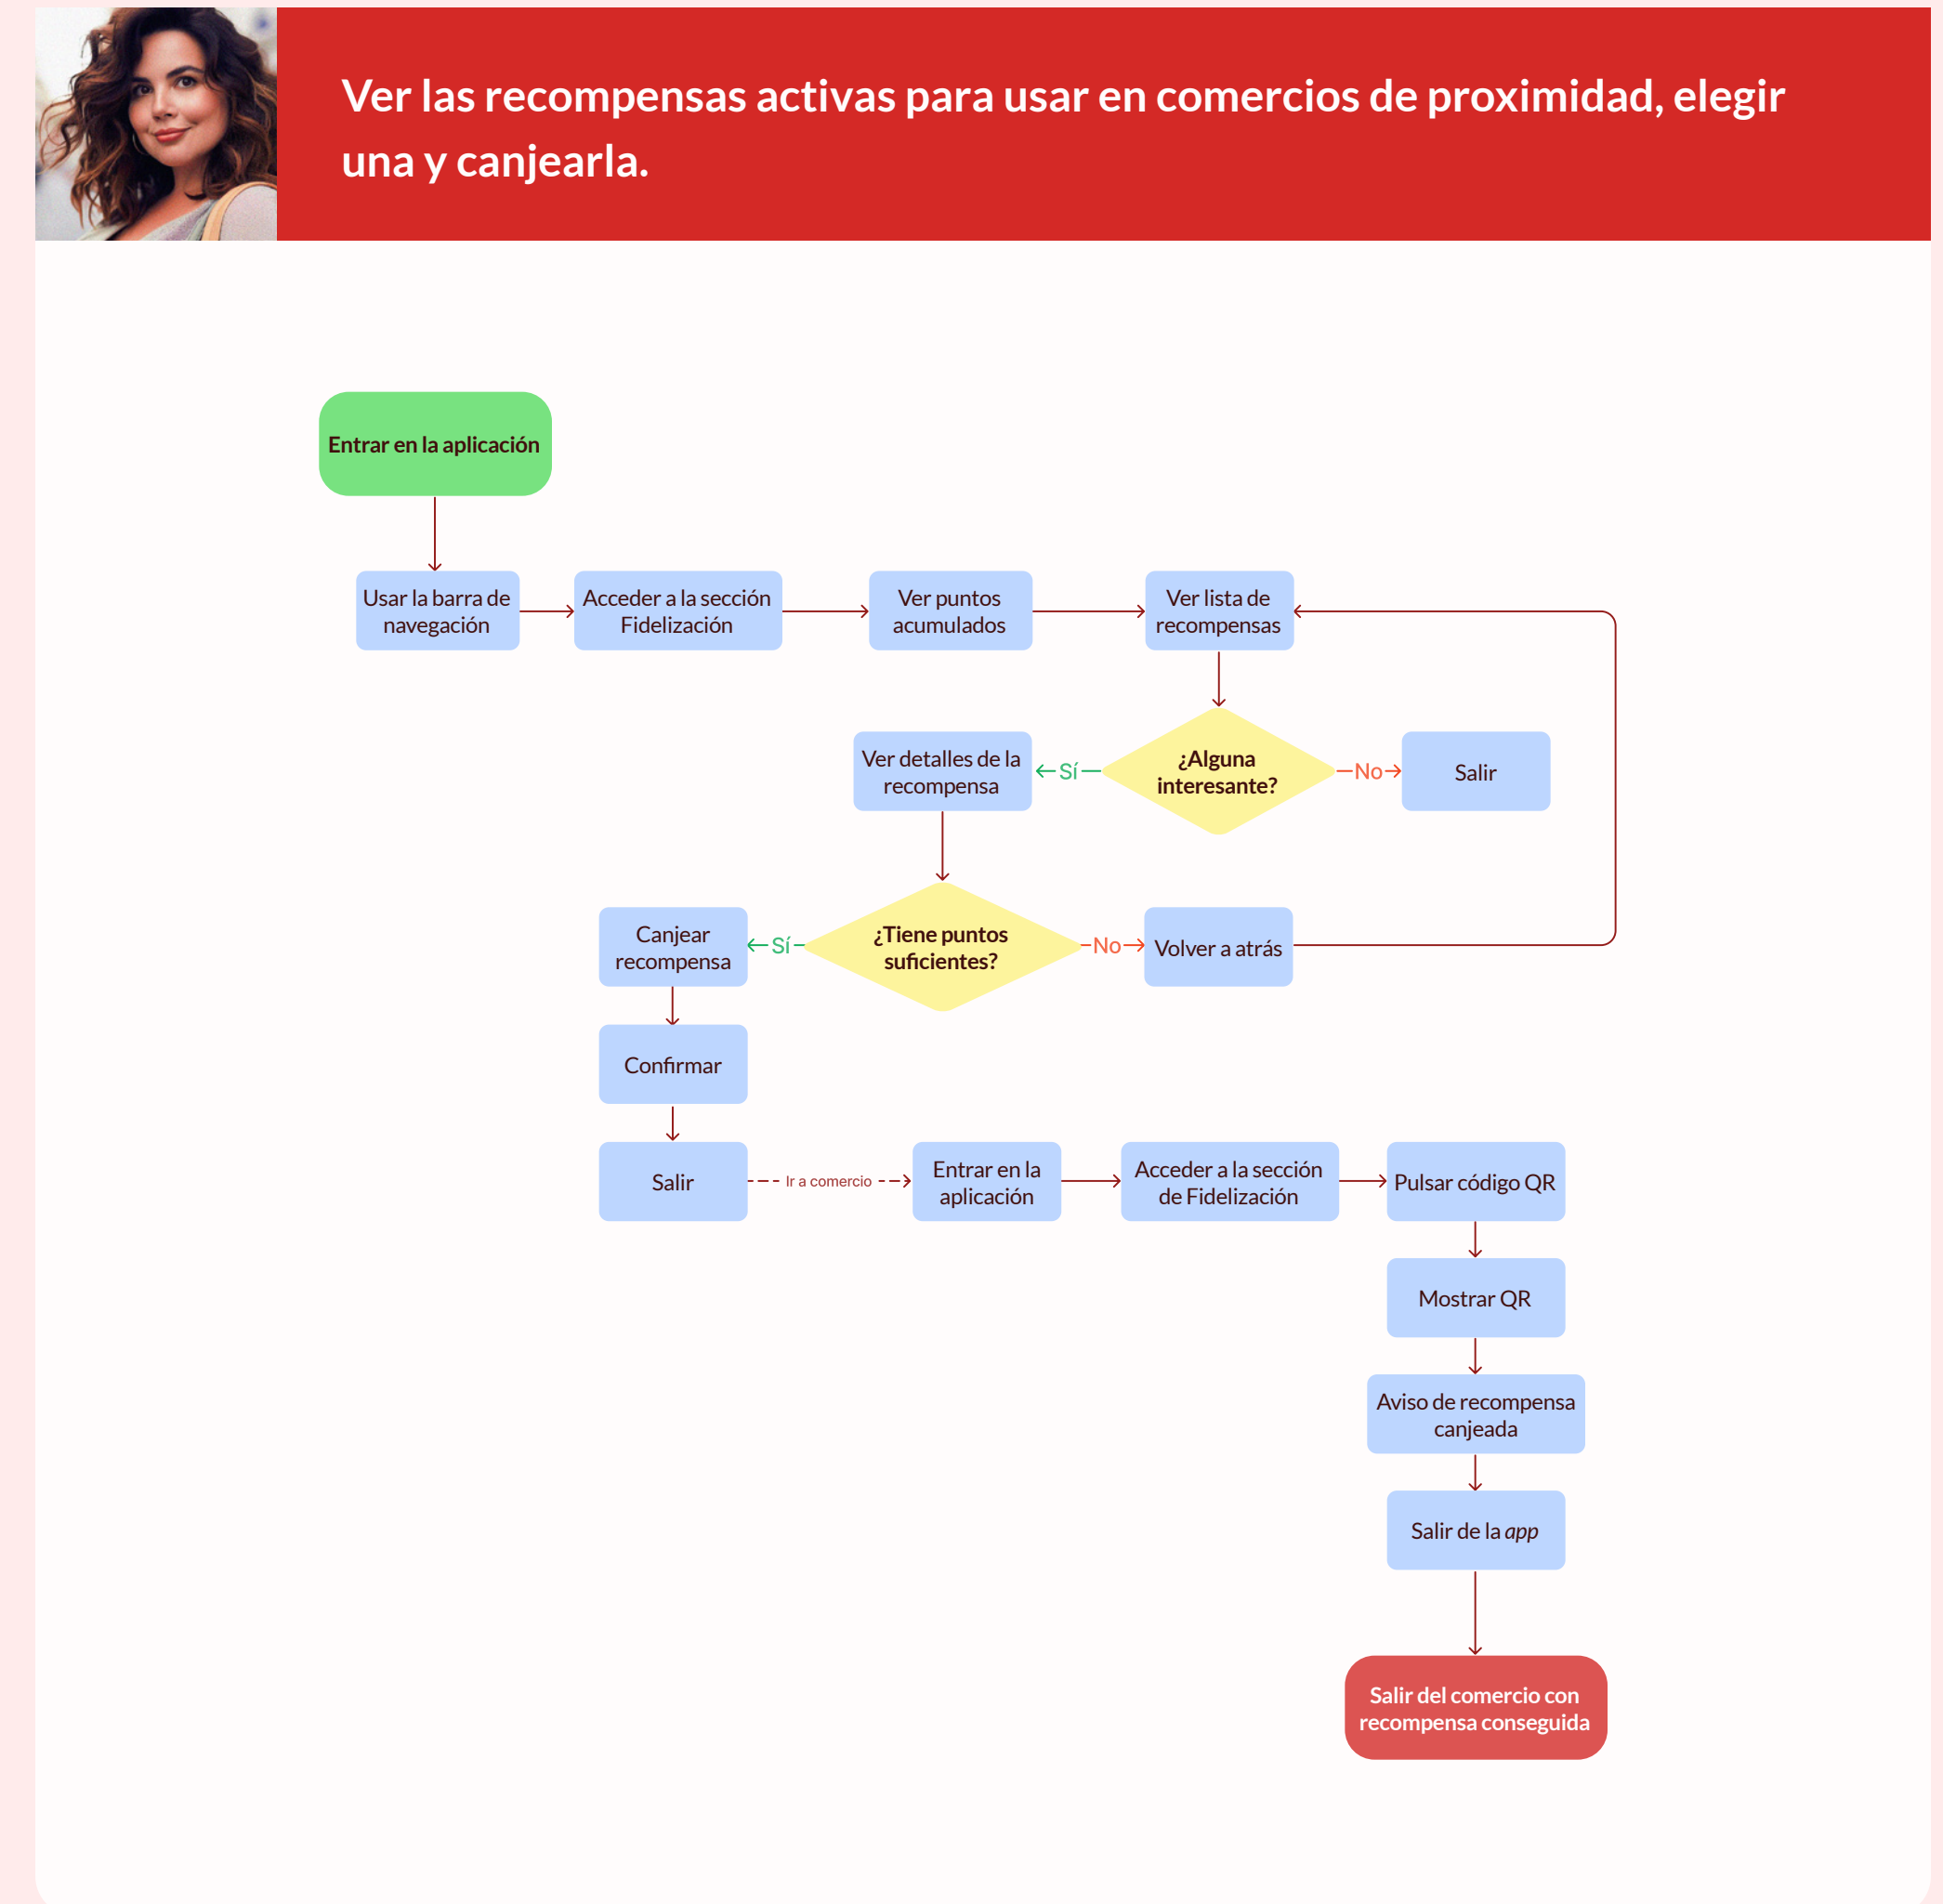 Ver las recompensas activas para usar en comercios de proximidad, elegir
una y canjearla.
Entrar en la aplicación
Usar la barra de
navegación
Acceder a la sección
Fidelización
Ver puntos
acumulados
Ver lista de
recompensas
Ver detalles de la
recompensa
Sí
¿Alguna
interesante?
No
Salir
Canjear
recompensa
Sí
¿Tiene puntos
suficientes?
No
Volver a atrás
Confirmar
Salir
Ir a comercio
Entrar en la
aplicación
Acceder a la sección
de Fidelización
Pulsar código QR
Mostrar QR
Aviso de recompensa
canjeada
Salir de la app
Salir del comercio con
recompensa conseguida